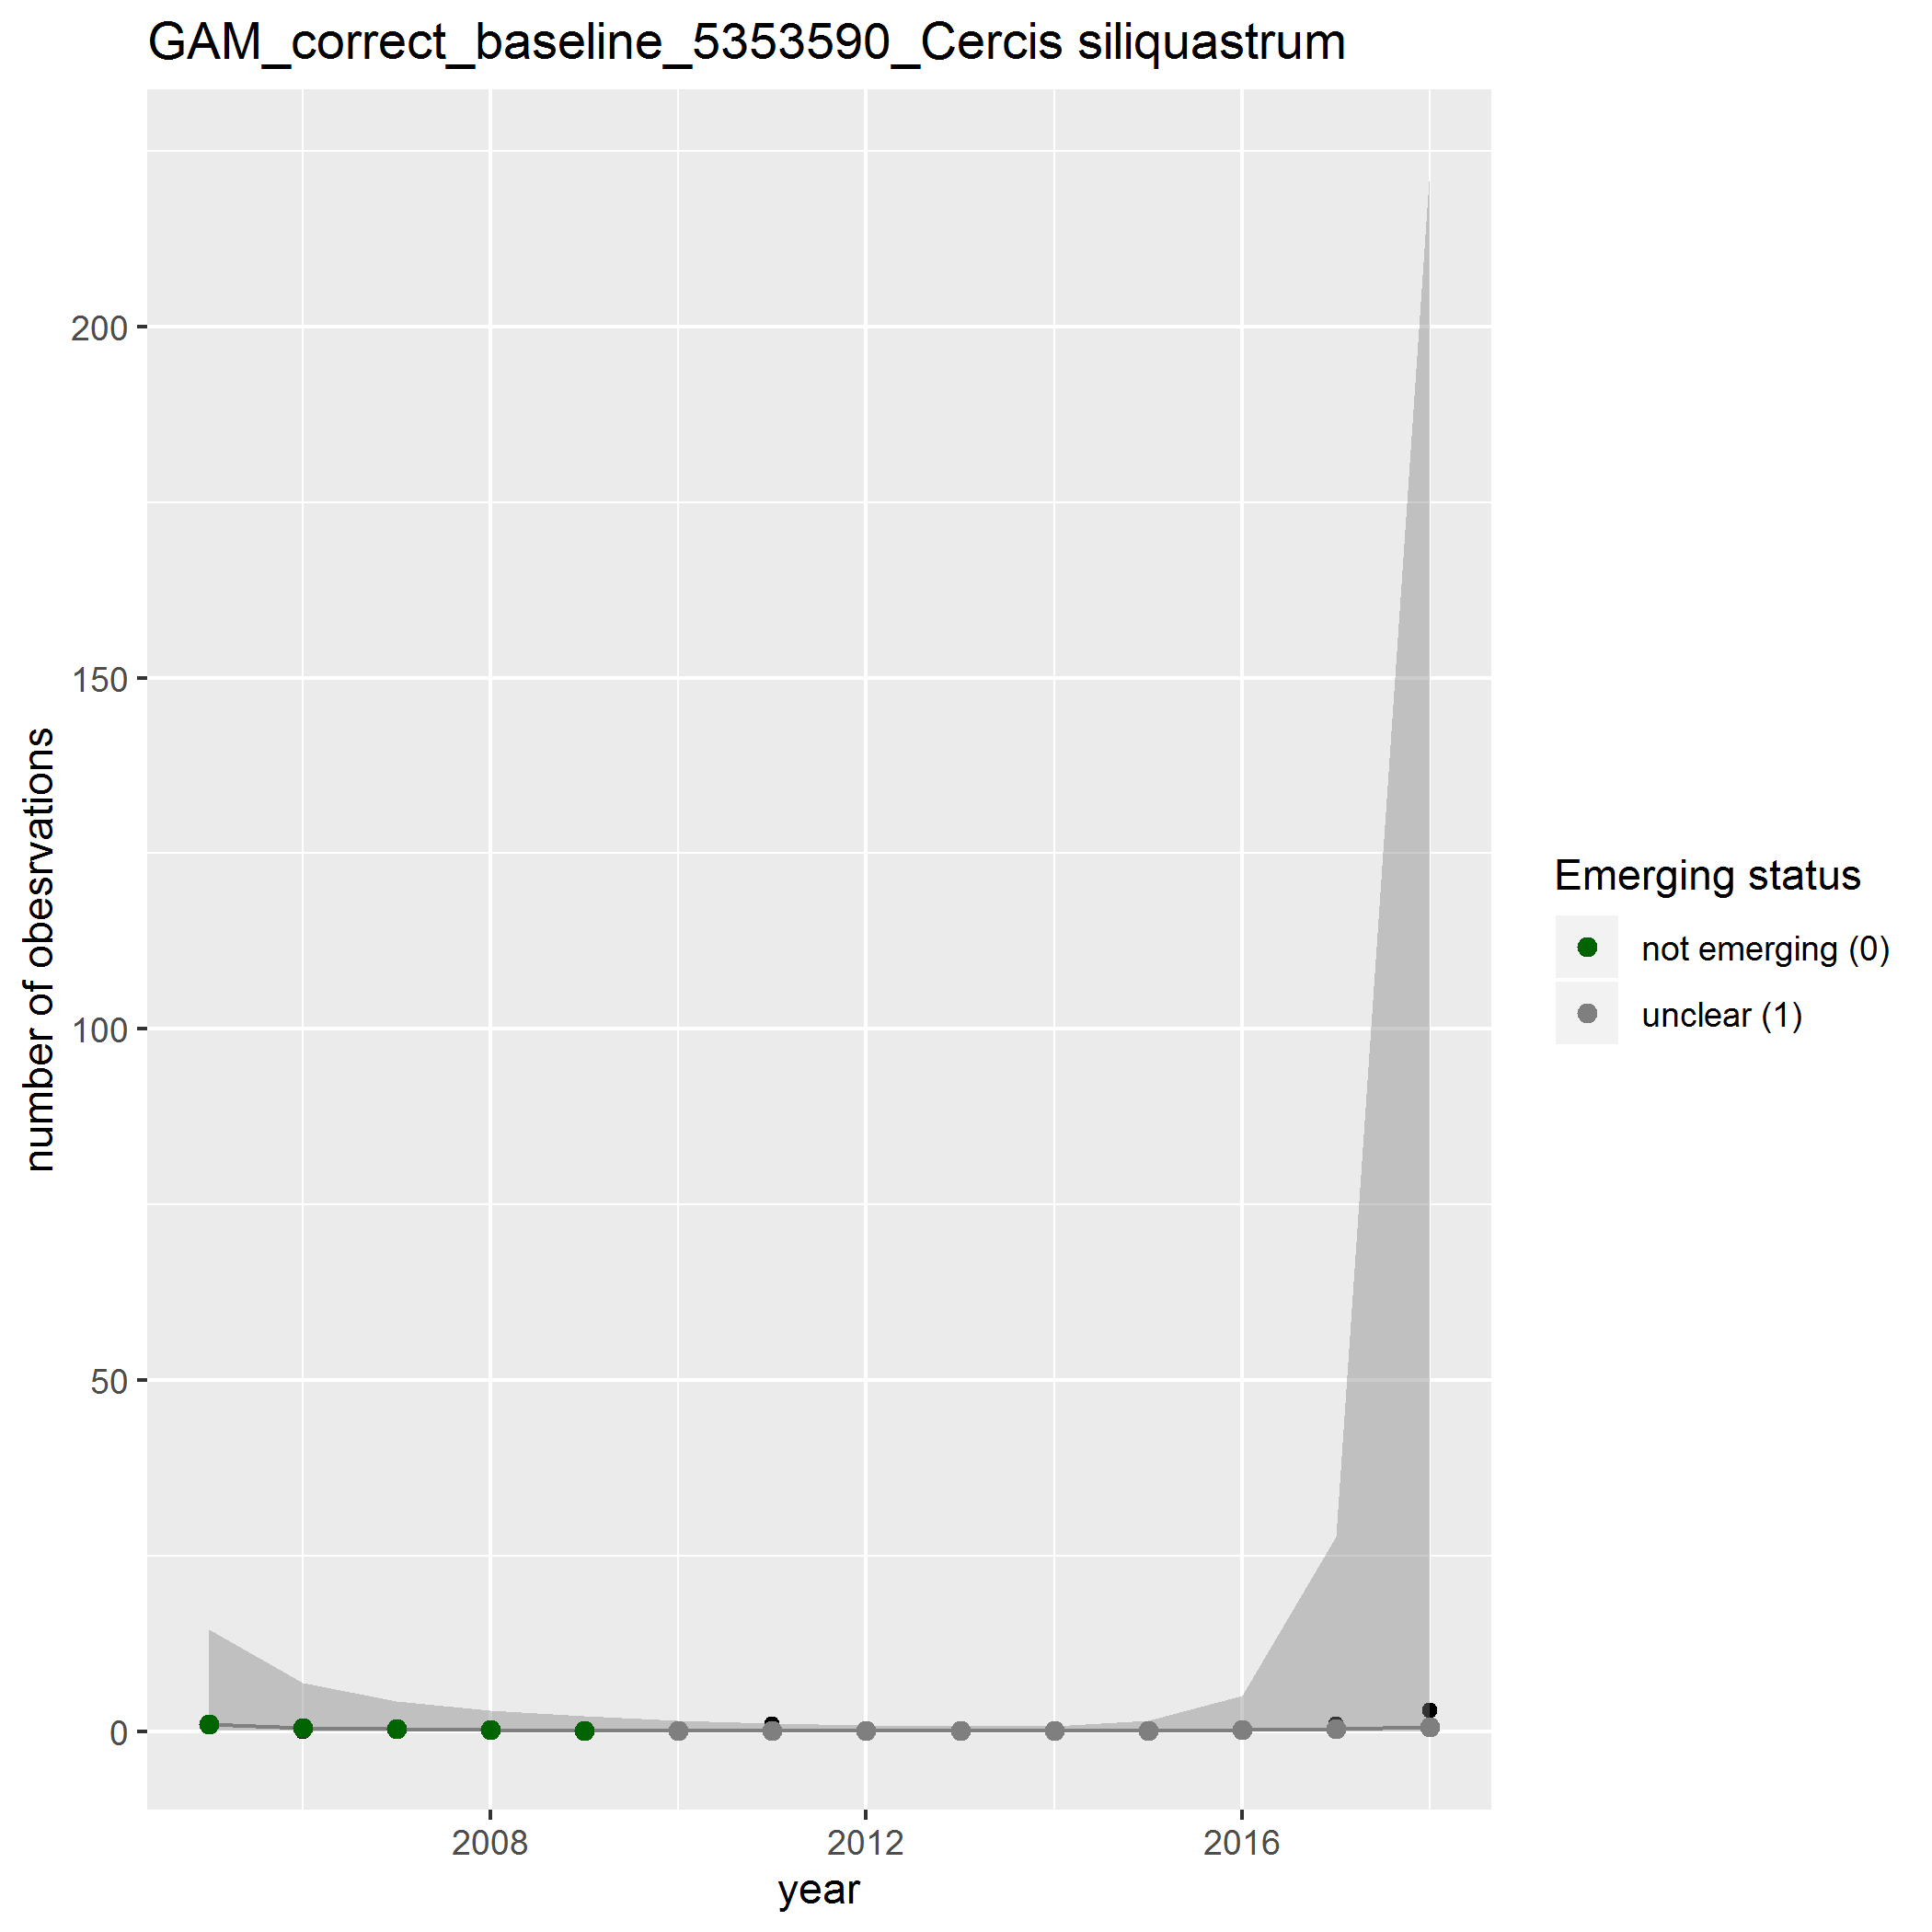 GAM_correct_baseline_5353590_Cercis siliquastrum
number of obesrvations
200
150
100
50
0
2008
2012
2016
year
Emerging status
not emerging (0)
unclear (1)